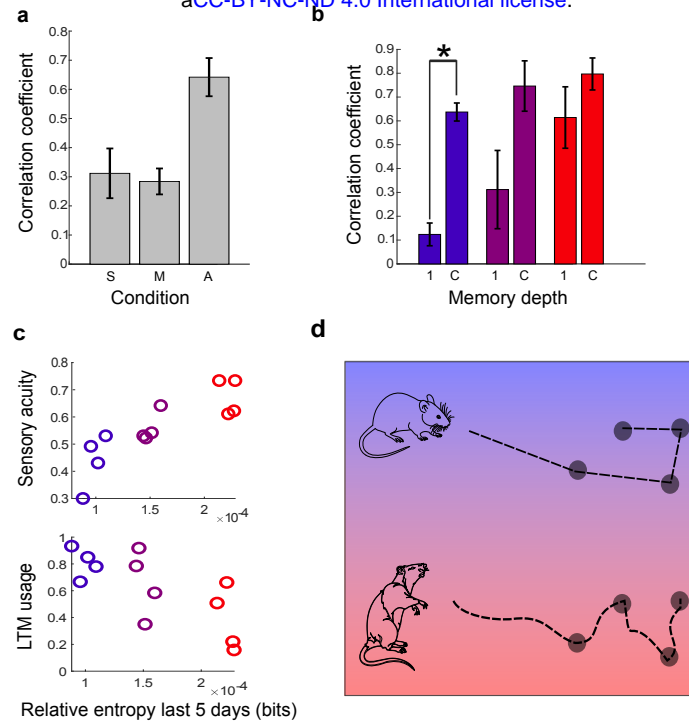 aCC-BY-NC-ND 4.0 International license.
a
Correlation coefficient
0.8
0.7
0.6
0.5
0.4
0.3
0.2
0.1
0
S M A
Condition
b
*
Correlation coefficient
0.9
0.8
0.7
0.6
0.5
0.4
0.3
0.2
0.1
0
1 C 1 C 1 C
Memory depth
c
Sensory acuity
0.8
0.7
0.6
0.5
0.4
0.3
1 1.5 2
×10⁻⁴
LTM usage
1
0.8
0.6
0.4
0.2
0
1 1.5 2
×10⁻⁴
Relative entropy last 5 days (bits)
d